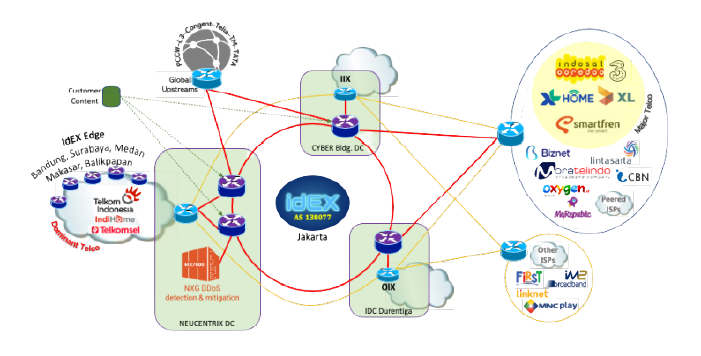 PCCW-L3-Congent-Telia-TM-TATA
Global
Upstreams
Customer
Content
IIX
CYBER Bldg. DC
IdEX Edge
Bandung, Surabaya, Medan
Makasar, Balikpapan
Telkom
Indonesia
IndiHome
Telkomsel
Dominant Telco
IdEX
AS 138077
Jakarta
NXG DDoS
detection & mitigation
NEUCENTRIX DC
OIX
IDC Durentiga
indosat
ooredoo
3
XL HOME
XL
smartfren
Major Telco
Biznet
lintasarta
moratelindo
CBN
oxygen.id
MyRepublic
Peered
ISPs
Other
ISPs
FiRST
iM2
broadband
linknet
MNC play